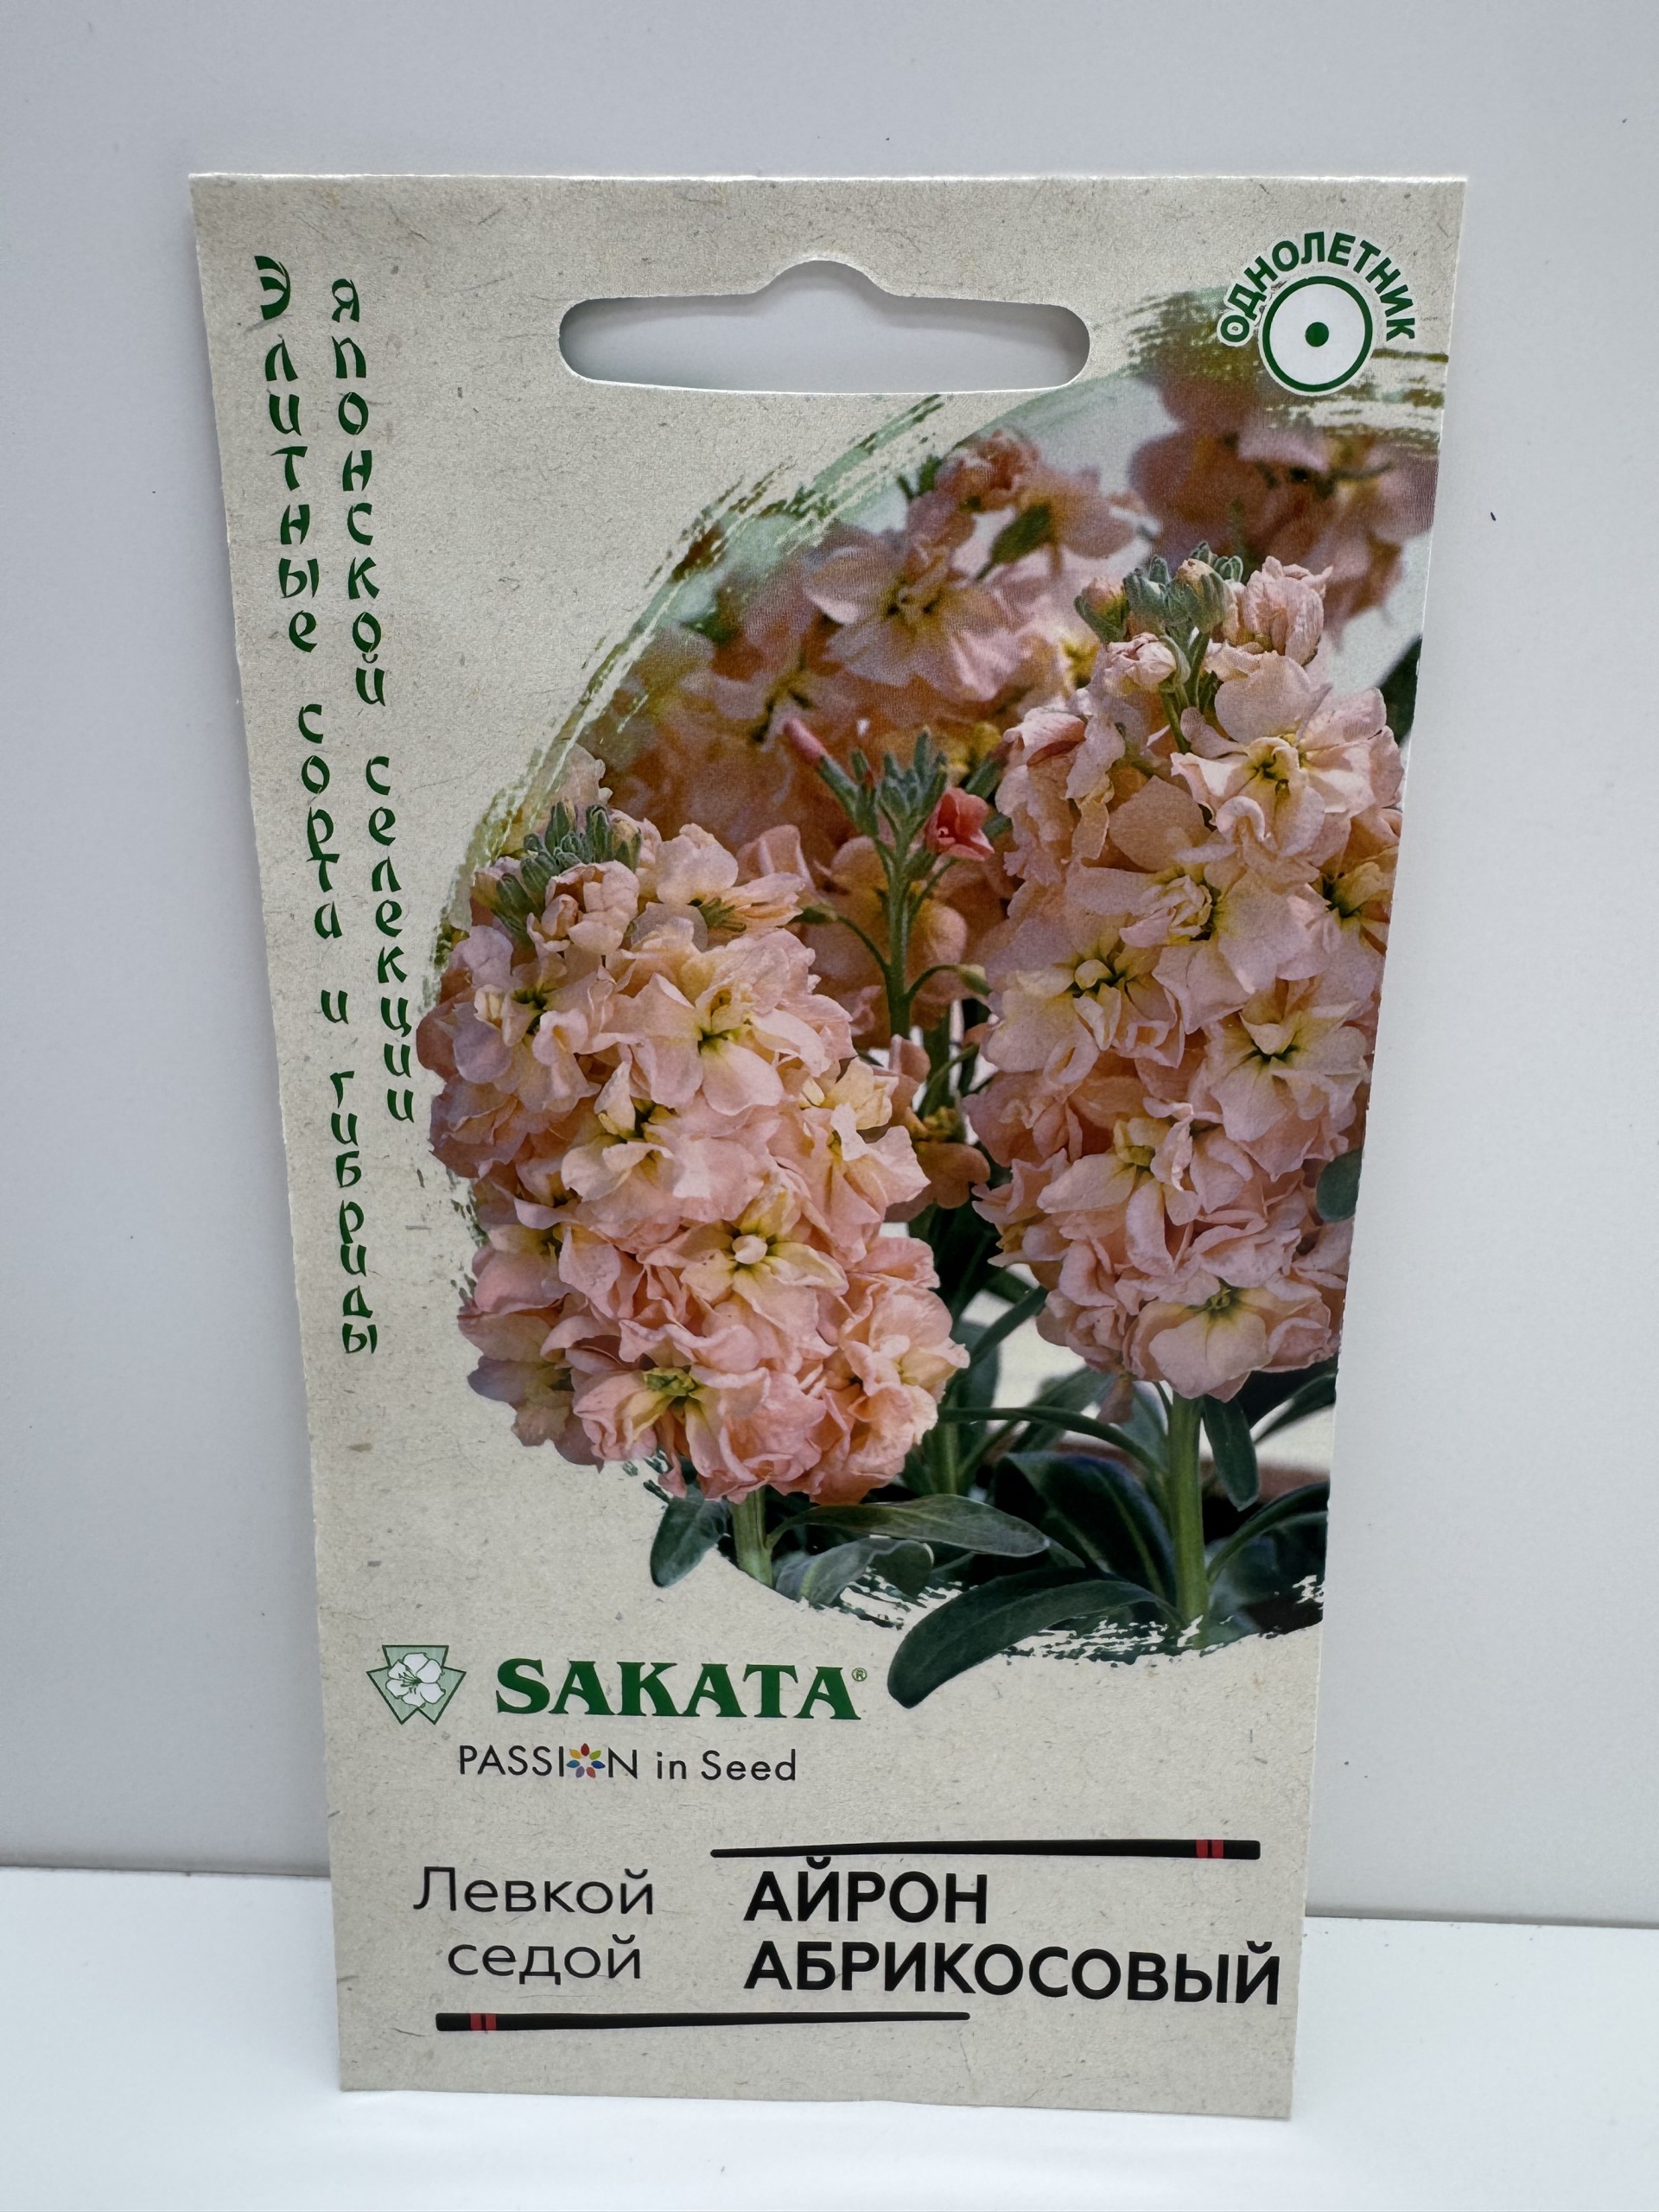 ОДНОЛЕТНИК
Элитные сорта и гибриды
японской селекции
SAKATA®
PASSION in Seed
Левкой
седой
АЙРОН
АБРИКОСОВЫЙ